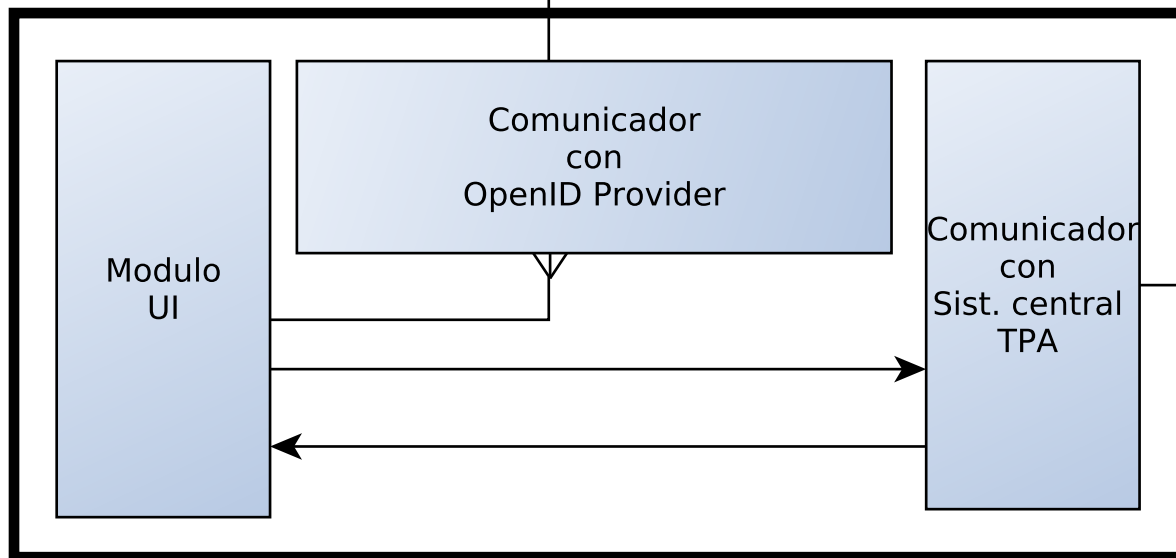 Modulo
UI
Comunicador
con
OpenID Provider
Comunicador
con
Sist. central
TPA